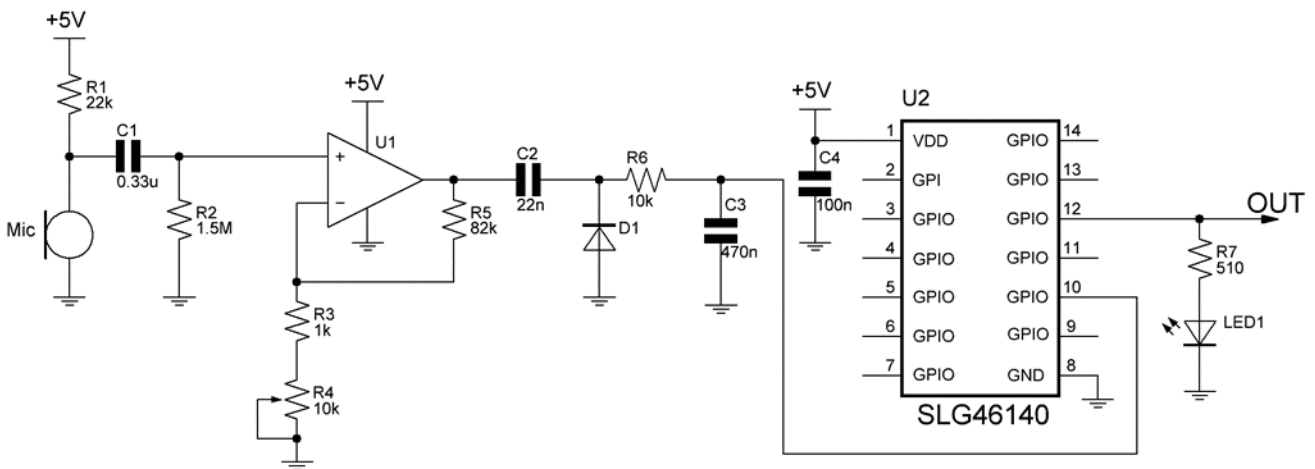 +5V
R1
22k
C1
0.33u
R2
1.5M
Mic
+5V
U1
+
−
R5
82k
R3
1k
R4
10k
C2
22n
D1
R6
10k
C3
470n
+5V
C4
100n
U2
1 VDD GPIO 14
2 GPI GPIO 13
3 GPIO GPIO 12
4 GPIO GPIO 11
5 GPIO GPIO 10
6 GPIO GPIO 9
7 GPIO GND 8
SLG46140
OUT
R7
510
LED1